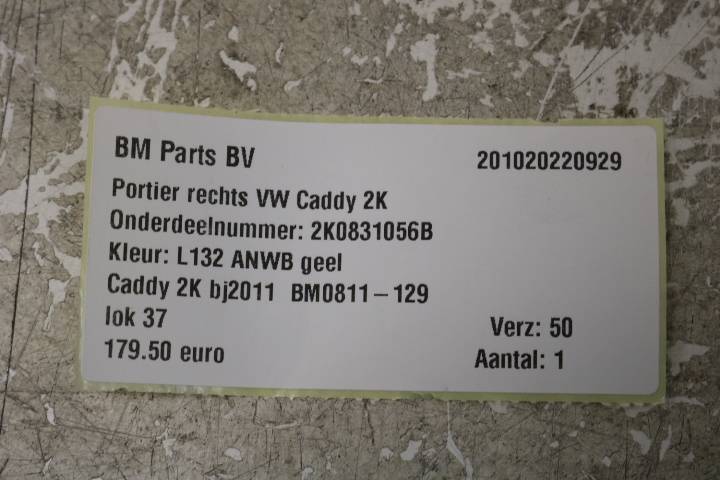 BM Parts BV 201020220929
Portier rechts VW Caddy 2K
Onderdeelnummer: 2K0831056B
Kleur: L132 ANWB geel
Caddy 2K bj2011 BM0811-129
lok 37 Verz: 50
179.50 euro Aantal: 1